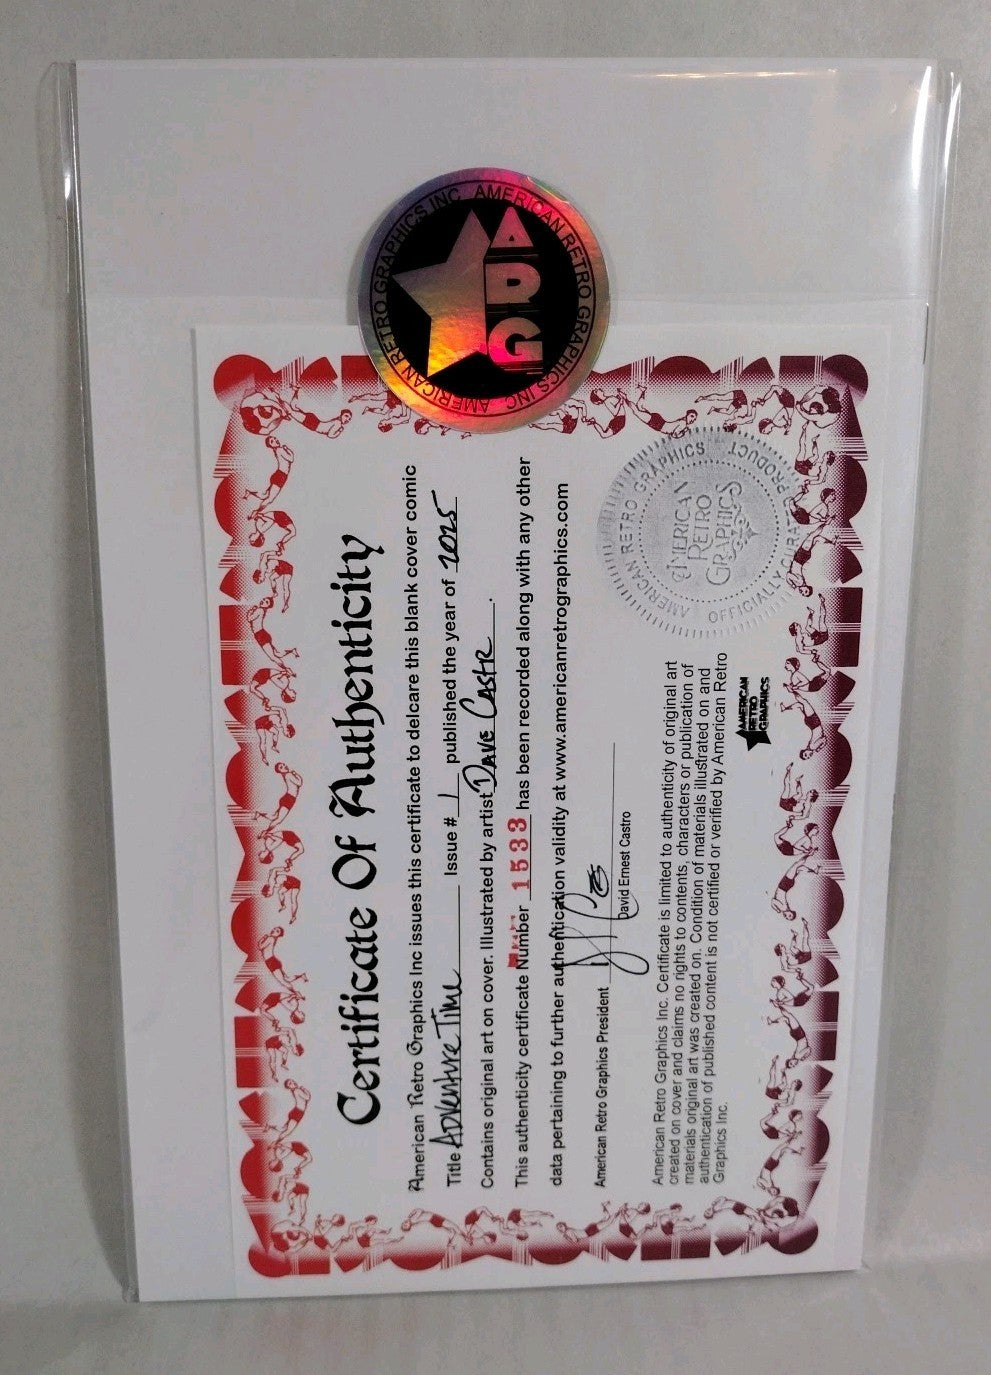 AMERICAN RETRO GRAPHICS INC. AMERICAN RETRO GRAPHICS INC.
ARG
Certificate Of Authenticity
American Retro Graphics Inc issues this certificate to delcare this blank cover comic
Title Adventure Time Issue # 1 published the year of 2025
Contains original art on cover. Illustrated by artist Dave Castr.
This authenticity certificate Number 1533 has been recorded along with any other
data pertaining to further authentication validity at www.americanretrographics.com
American Retro Graphics President
David Ernest Castro
AMERICAN RETRO GRAPHICS
OFFICIALLY CURATED PRODUCT
AMERICAN
RETRO
GRAPHICS
American Retro Graphics Inc. Certificate is limited to authenticity of original art
created on cover and claims no rights to contents, characters or publication of
materials original art was created on. Condition of materials illustrated on and
authentication of published content is not certified or verified by American Retro
Graphics Inc.
AMERICAN
RETRO
GRAPHICS